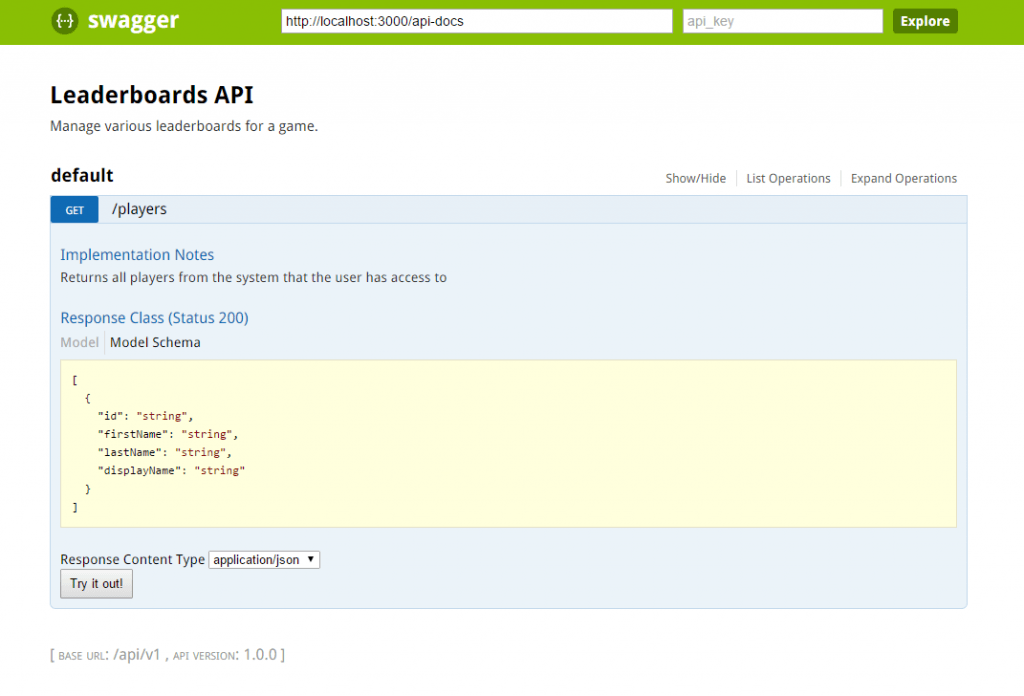 {··} swagger http://localhost:3000/api-docs api_key Explore
Leaderboards API
Manage various leaderboards for a game.
default Show/Hide List Operations Expand Operations
GET /players
Implementation Notes
Returns all players from the system that the user has access to
Response Class (Status 200)
Model Model Schema
[
{
"id": "string",
"firstName": "string",
"lastName": "string",
"displayName": "string"
}
]
Response Content Type application/json
Try it out!
[ BASE URL: /api/v1 , API VERSION: 1.0.0 ]